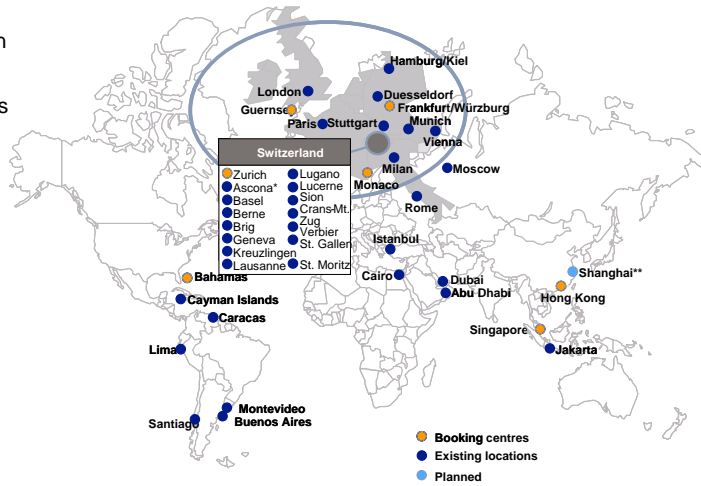 n
s
Hamburg/Kiel
London
Duesseldorf
Guernse
Frankfurt/Würzburg
Paris
Stuttgart
Munich
Vienna
Switzerland
Zurich
Ascona*
Basel
Berne
Brig
Geneva
Kreuzlingen
Lausanne
Lugano
Lucerne
Sion
Crans-Mt.
Zug
Verbier
St. Gallen
St. Moritz
Milan
Moscow
Monaco
Rome
Istanbul
Cairo
Dubai
Abu Dhabi
Shanghai**
Hong Kong
Singapore
Jakarta
Bahamas
Cayman Islands
Caracas
Lima
Montevideo
Santiago
Buenos Aires
Booking centres
Existing locations
Planned